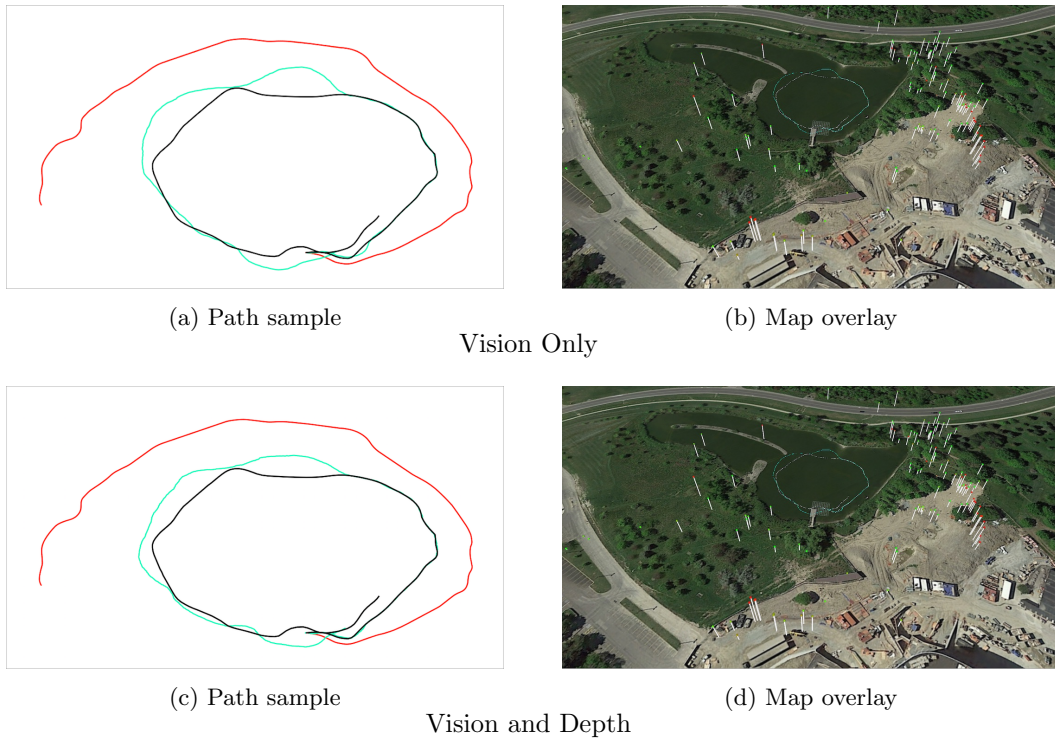 (a) Path sample
(b) Map overlay
Vision Only
(c) Path sample
(d) Map overlay
Vision and Depth